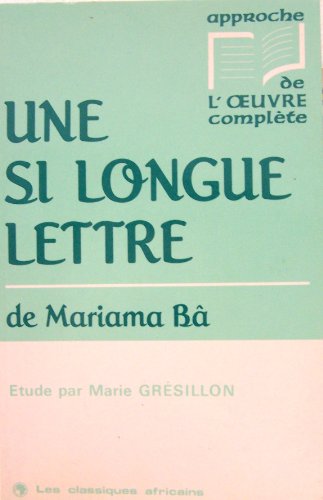 approche
de
L'ŒUVRE
complète
UNE
SI LONGUE
LETTRE
de Mariama Bâ
Etude par Marie GRÉSILLON
Les classiques africains